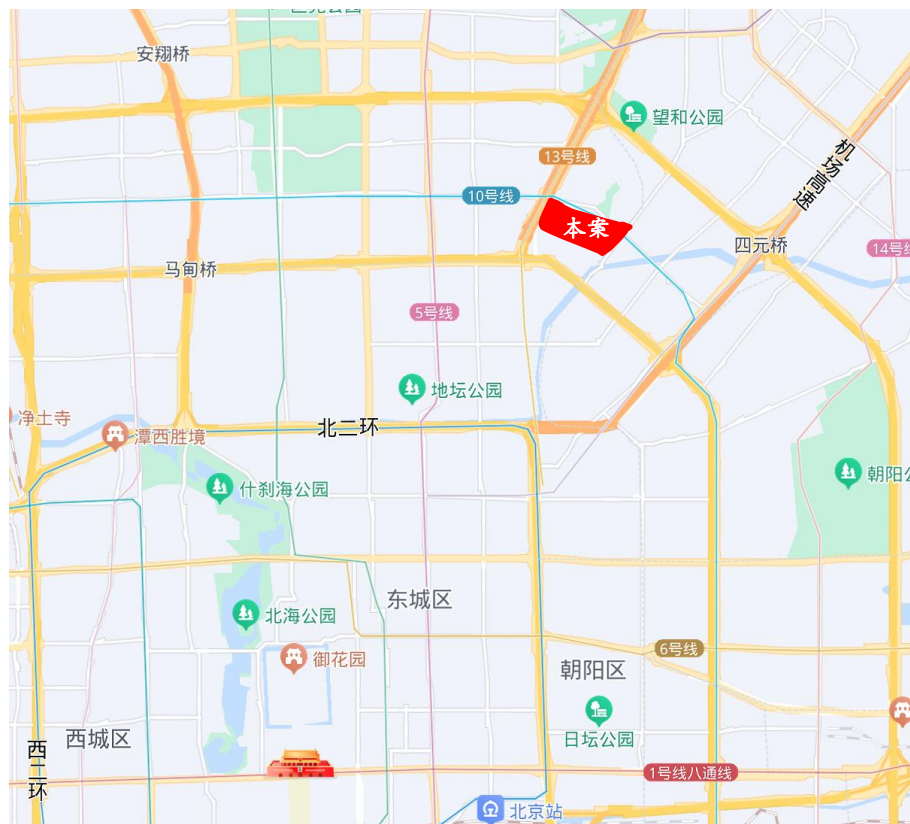 安翔桥
望和公园
机场高速
13号线
10号线
本案
四元桥
14号
马甸桥
5号线
地坛公园
净土寺
北二环
潭西胜境
什刹海公园
朝阳
东城区
北海公园
6号线
御花园
朝阳区
西城区
日坛公园
西二环
1号线八通线
北京站